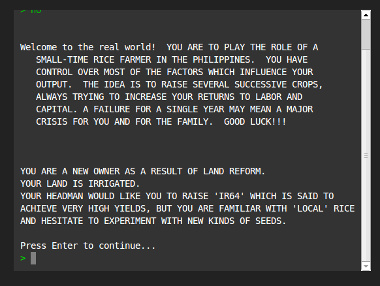 Welcome to the real world!  YOU ARE TO PLAY THE ROLE OF A
SMALL-TIME RICE FARMER IN THE PHILIPPINES.  YOU HAVE
CONTROL OVER MOST OF THE FACTORS WHICH INFLUENCE YOUR
OUTPUT.  THE IDEA IS TO RAISE SEVERAL SUCCESSIVE CROPS,
ALWAYS TRYING TO INCREASE YOUR RETURNS TO LABOR AND
CAPITAL. A FAILURE FOR A SINGLE YEAR MAY MEAN A MAJOR
CRISIS FOR YOU AND FOR THE FAMILY.  GOOD LUCK!!!
YOU ARE A NEW OWNER AS A RESULT OF LAND REFORM.
YOUR LAND IS IRRIGATED.
YOUR HEADMAN WOULD LIKE YOU TO RAISE 'IR64' WHICH IS SAID TO
ACHIEVE VERY HIGH YIELDS, BUT YOU ARE FAMILIAR WITH 'LOCAL' RICE
AND HESITATE TO EXPERIMENT WITH NEW KINDS OF SEEDS.
Press Enter to continue...
>